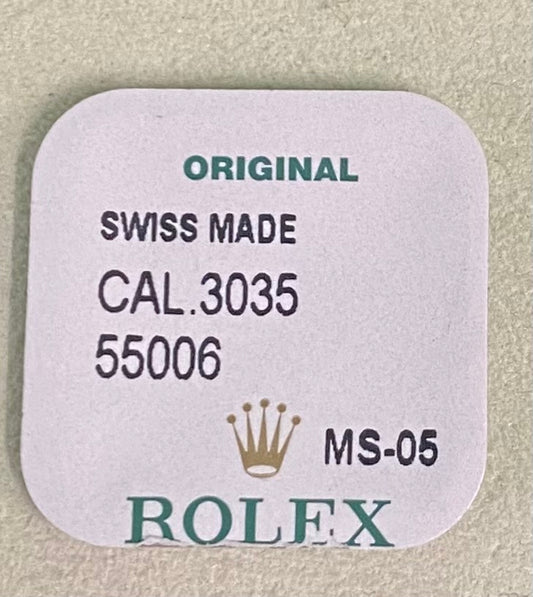 ORIGINAL
SWISS MADE
CAL.3035
55006
MS-05
ROLEX